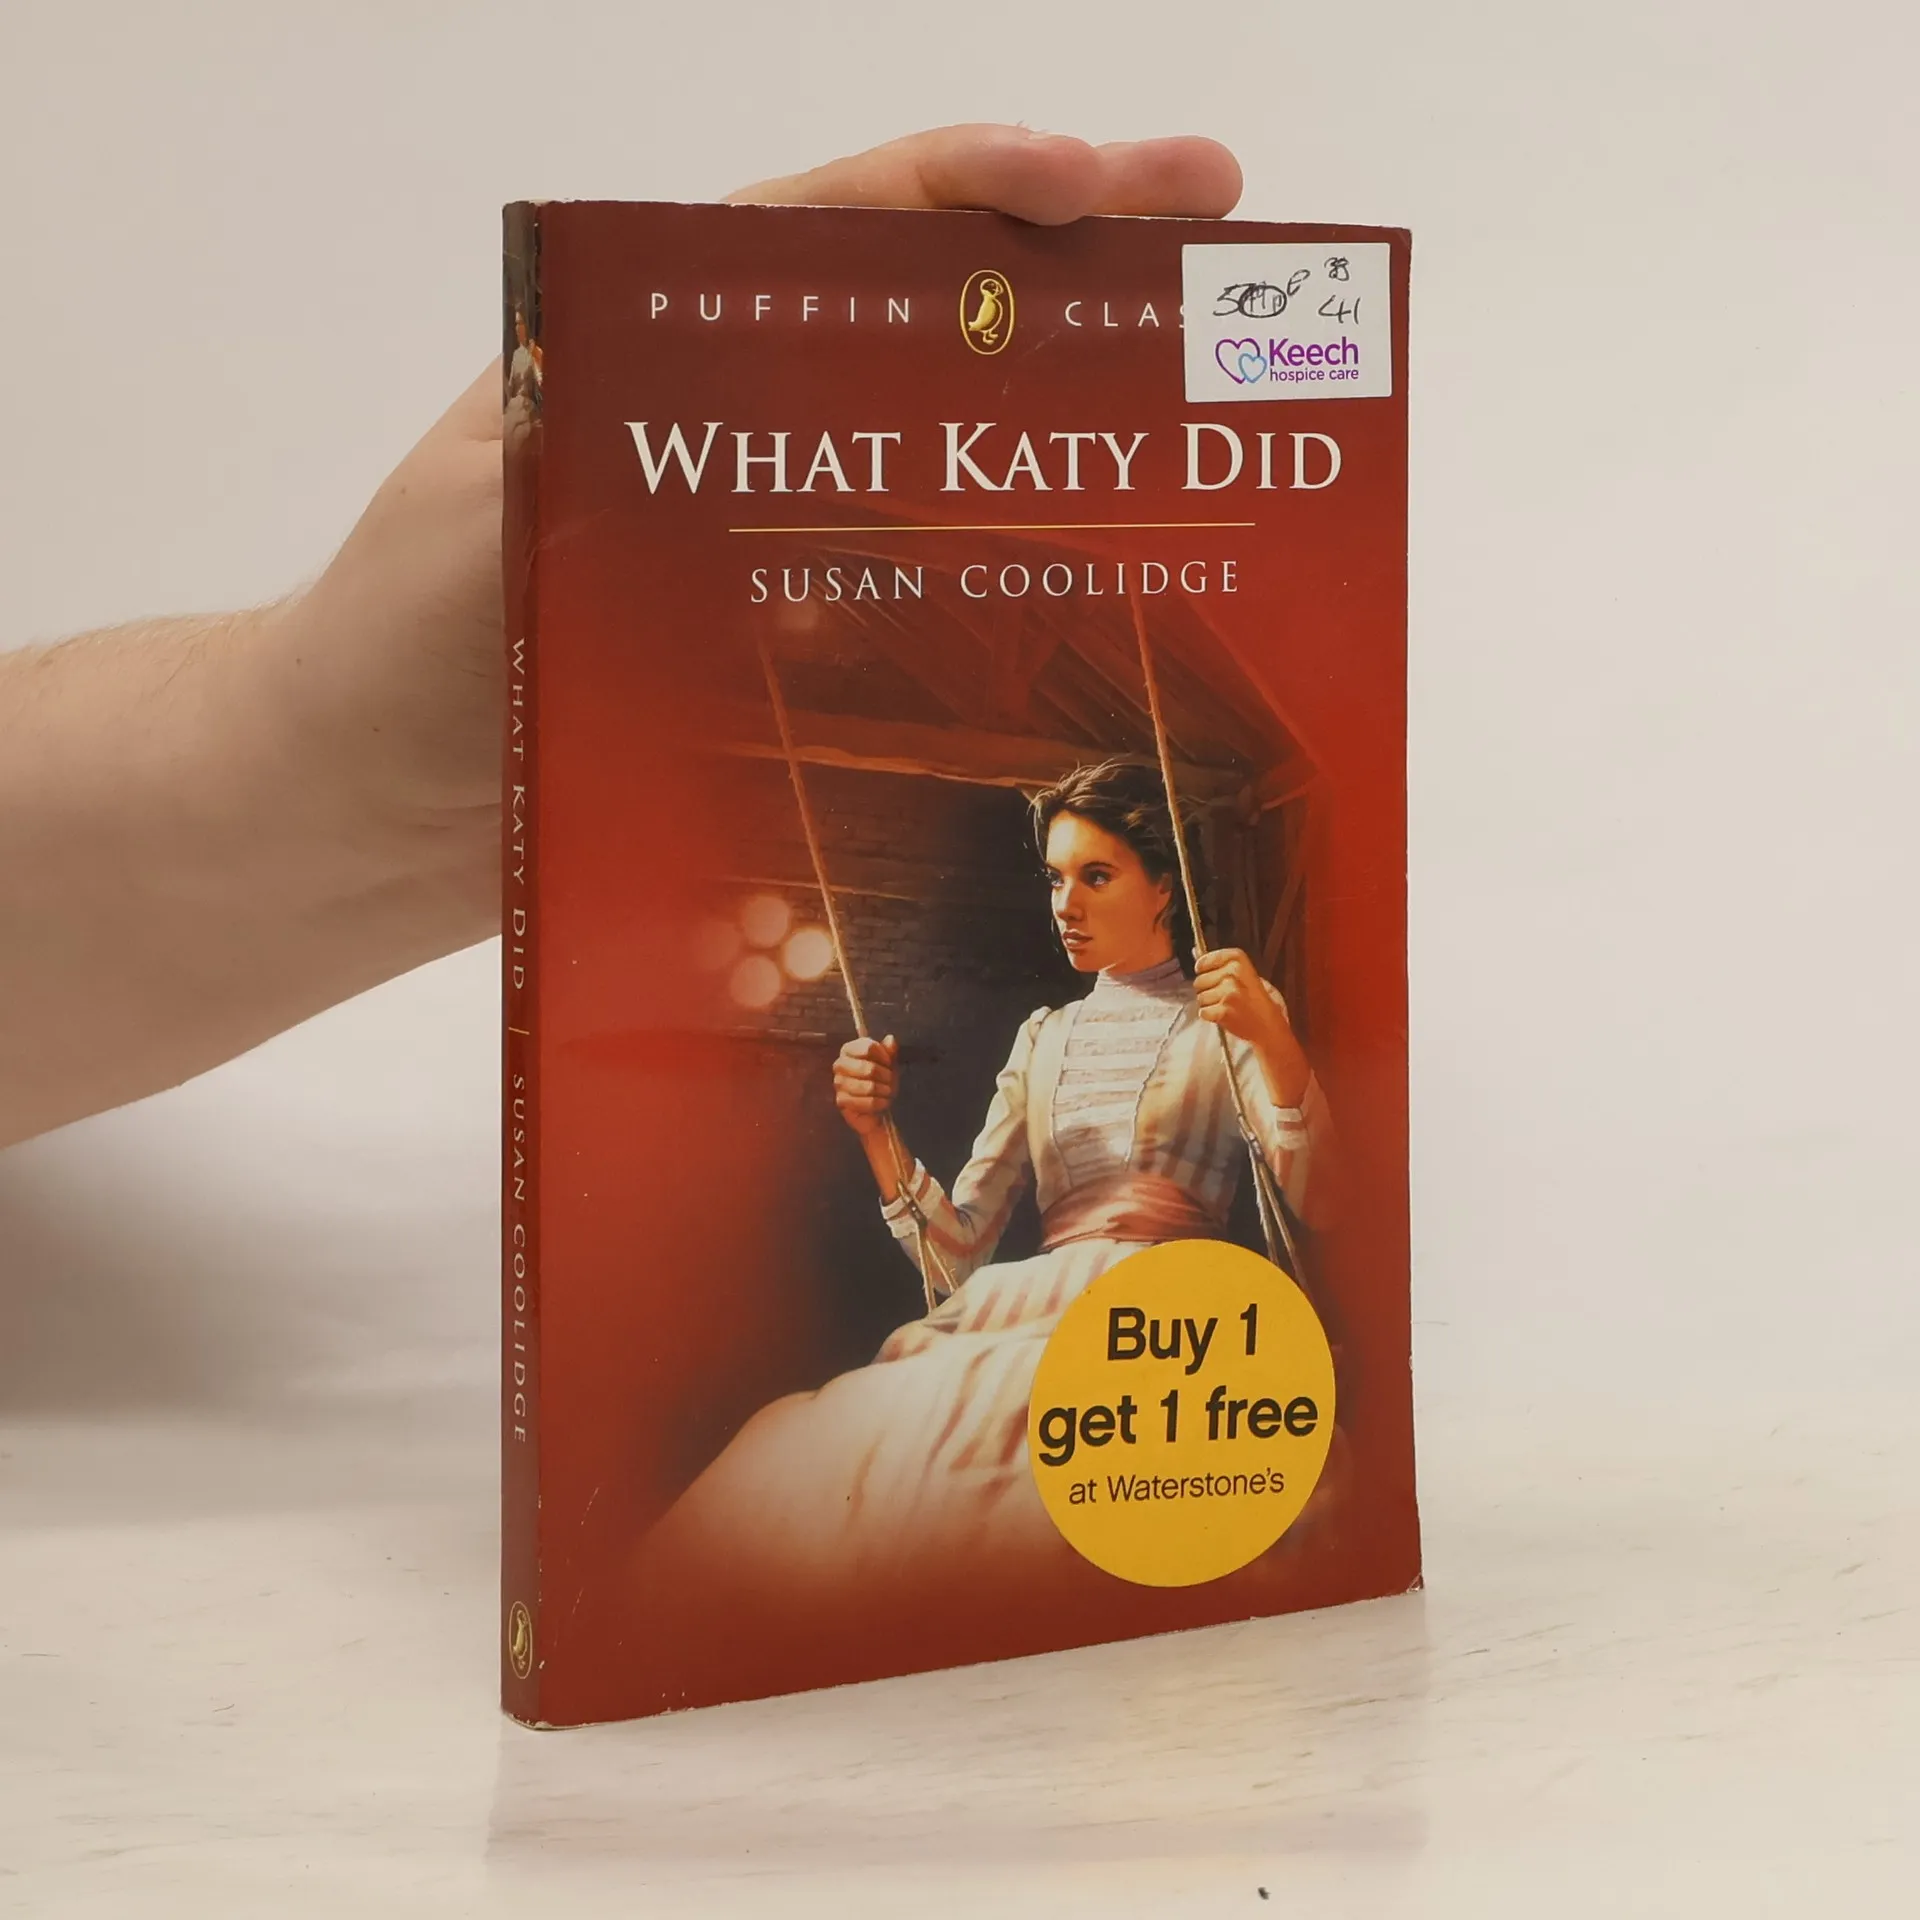 PUFFIN CLAS
41
Keech
hospice care
WHAT KATY DID
SUSAN COOLIDGE
WHAT KATY DID | SUSAN COOLIDGE
Buy 1
get 1 free
at Waterstone's